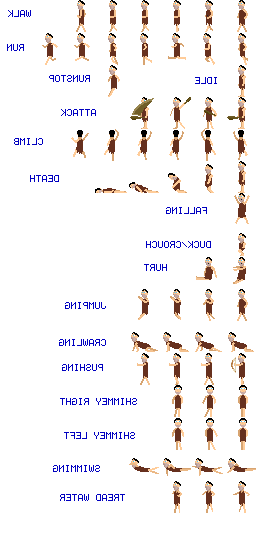 WALK
RUN
RUNSTOP IDLE
ATTACK
CLIMB
DEATH
FALLING
DUCK/CROUCH
HURT
JUMPING
CRAWLING
PUSHING
SHIMMEY RIGHT
SHIMMEY LEFT
SWIMMING
TREAD WATER